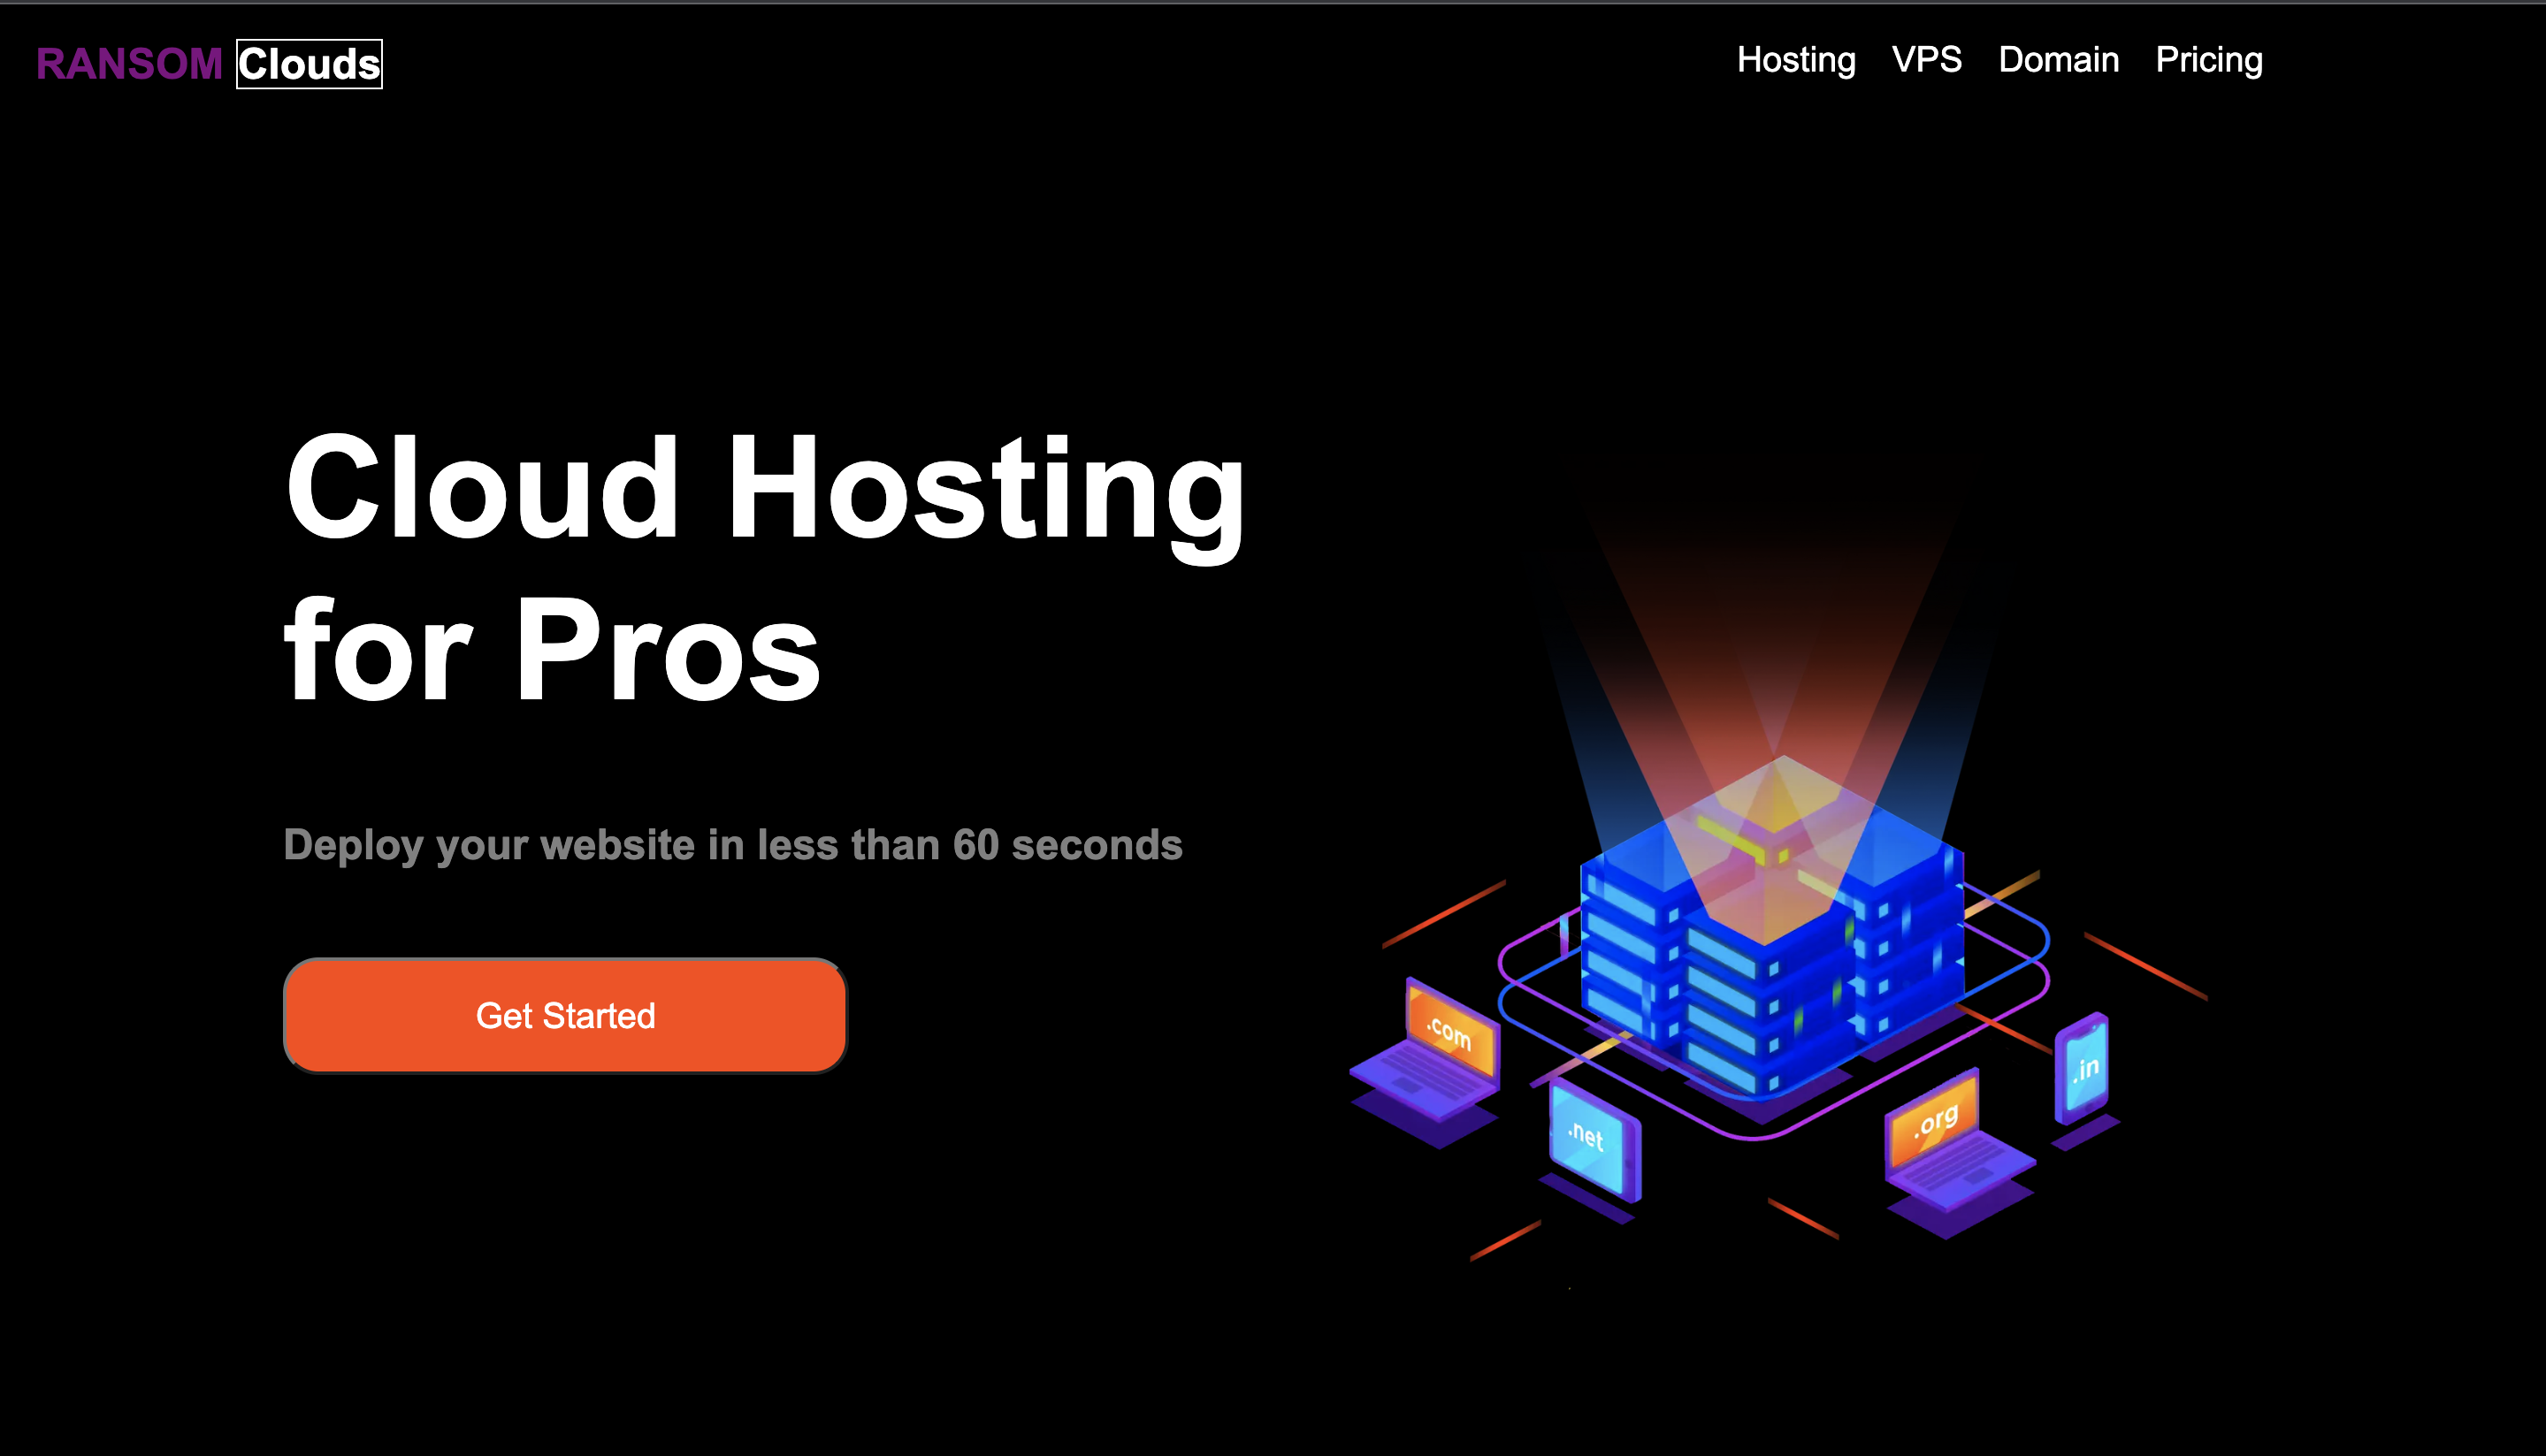 RANSOM Clouds
Hosting VPS Domain Pricing
Cloud Hosting
for Pros
Deploy your website in less than 60 seconds
Get Started
.com
.net
.org
.in